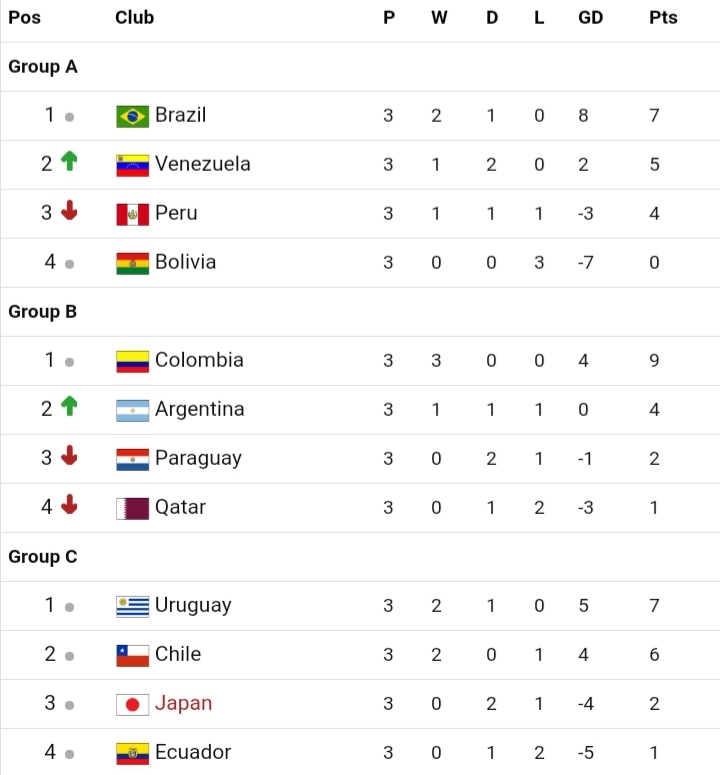 Pos Club P W D L GD Pts
Group A
1 Brazil 3 2 1 0 8 7
2 Venezuela 3 1 2 0 2 5
3 Peru 3 1 1 1 -3 4
4 Bolivia 3 0 0 3 -7 0
Group B
1 Colombia 3 3 0 0 4 9
2 Argentina 3 1 1 1 0 4
3 Paraguay 3 0 2 1 -1 2
4 Qatar 3 0 1 2 -3 1
Group C
1 Uruguay 3 2 1 0 5 7
2 Chile 3 2 0 1 4 6
3 Japan 3 0 2 1 -4 2
4 Ecuador 3 0 1 2 -5 1